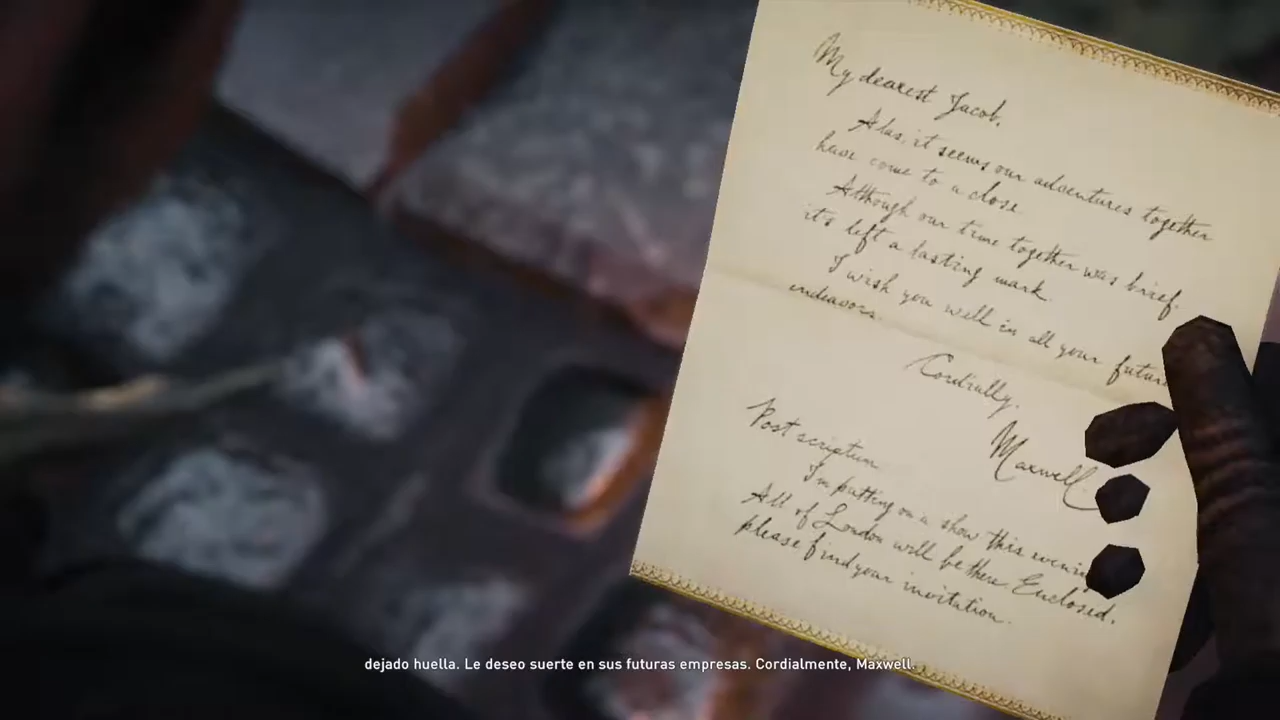 My dearest Jacob,
Alas, it seems our adventures together
have come to a close.
Although our time together was brief,
it's left a lasting mark.
I wish you well in all your future
endeavors.
Cordially,
Maxwell.
Post scriptum
I'm putting on a show this evening
All of London will be there. Enclosed,
please find your invitation.
dejado huella. Le deseo suerte en sus futuras empresas. Cordialmente, Maxwell.